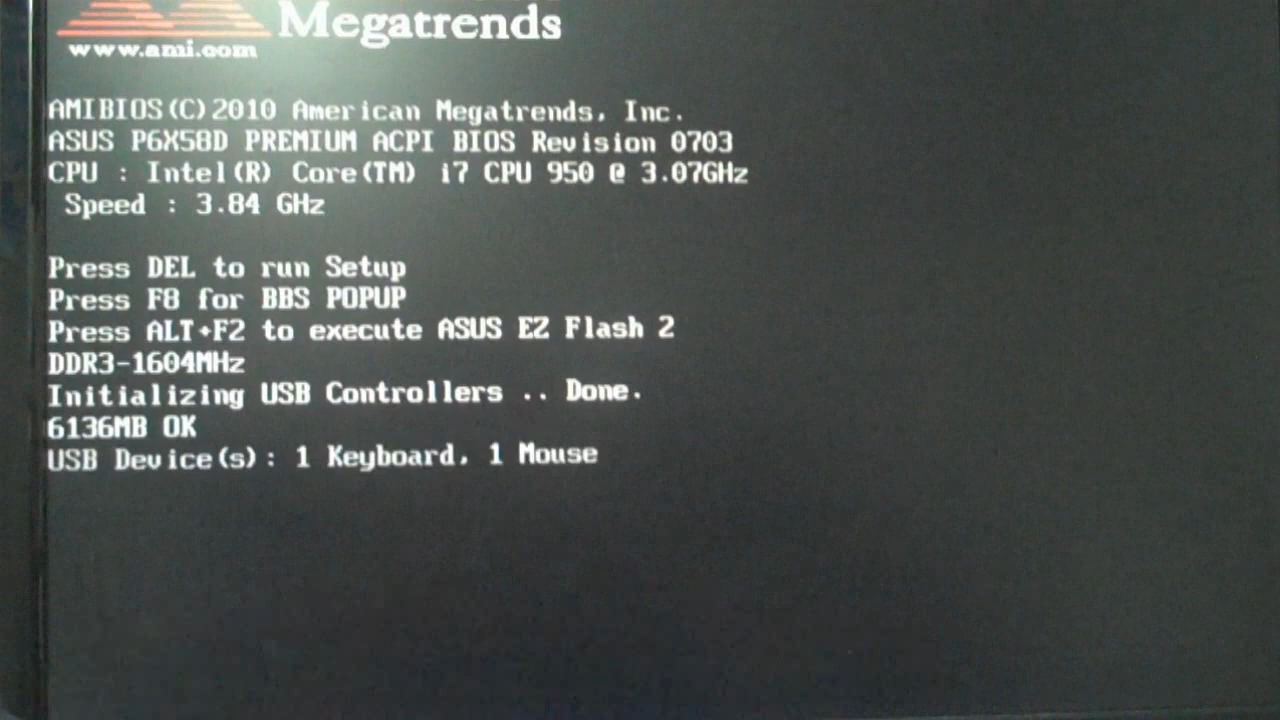 Megatrends
www.ami.com
AMIBIOS(C)2010 American Megatrends, Inc.
ASUS P6X58D PREMIUM ACPI BIOS Revision 0703
CPU : Intel(R) Core(TM) i7 CPU 950 @ 3.07GHz
Speed : 3.84 GHz
Press DEL to run Setup
Press F8 for BBS POPUP
Press ALT+F2 to execute ASUS EZ Flash 2
DDR3-1604MHz
Initializing USB Controllers .. Done.
6136MB OK
USB Device(s): 1 Keyboard, 1 Mouse